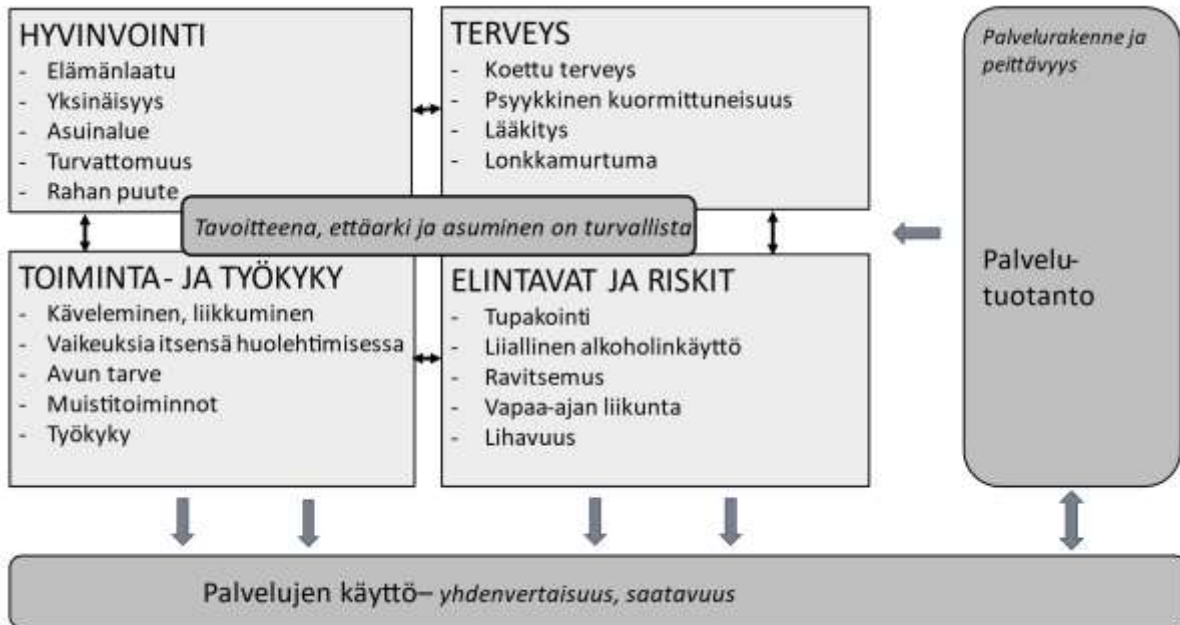 HYVINVOINTI
- Elämänlaatu
- Yksinäisyys
- Asuinalue
- Turvattomuus
- Rahan puute
TERVEYS
- Koettu terveys
- Psyykkinen kuormittuneisuus
- Lääkitys
- Lonkkamurtuma
Tavoitteena, ettäarki ja asuminen on turvallista
TOIMINTA- JA TYÖKYKY
- Käveleminen, liikkuminen
- Vaikeuksia itsensä huolehtimisessa
- Avun tarve
- Muistitoiminnot
- Työkyky
ELINTAVAT JA RISKIT
- Tupakointi
- Liiallinen alkoholinkäyttö
- Ravitsemus
- Vapaa-ajan liikunta
- Lihavuus
Palvelurakenne ja
peittävyys
Palvelu-
tuotanto
Palvelujen käyttö– yhdenvertaisuus, saatavuus